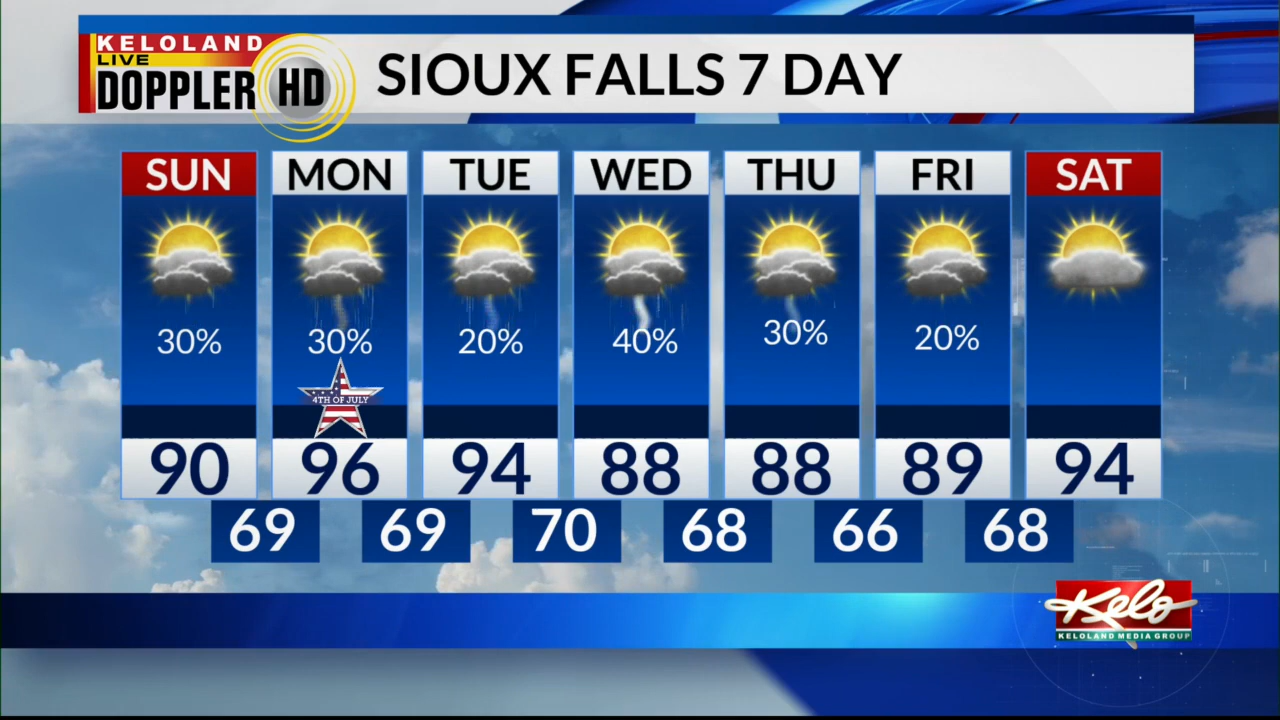 KELOLAND
LIVE
DOPPLER HD
SIOUX FALLS 7 DAY
SUN MON TUE WED THU FRI SAT
30% 30% 20% 40% 30% 20%
4TH OF JULY
90 96 94 88 88 89 94
69 69 70 68 66 68
Kelo
KELOLAND MEDIA GROUP